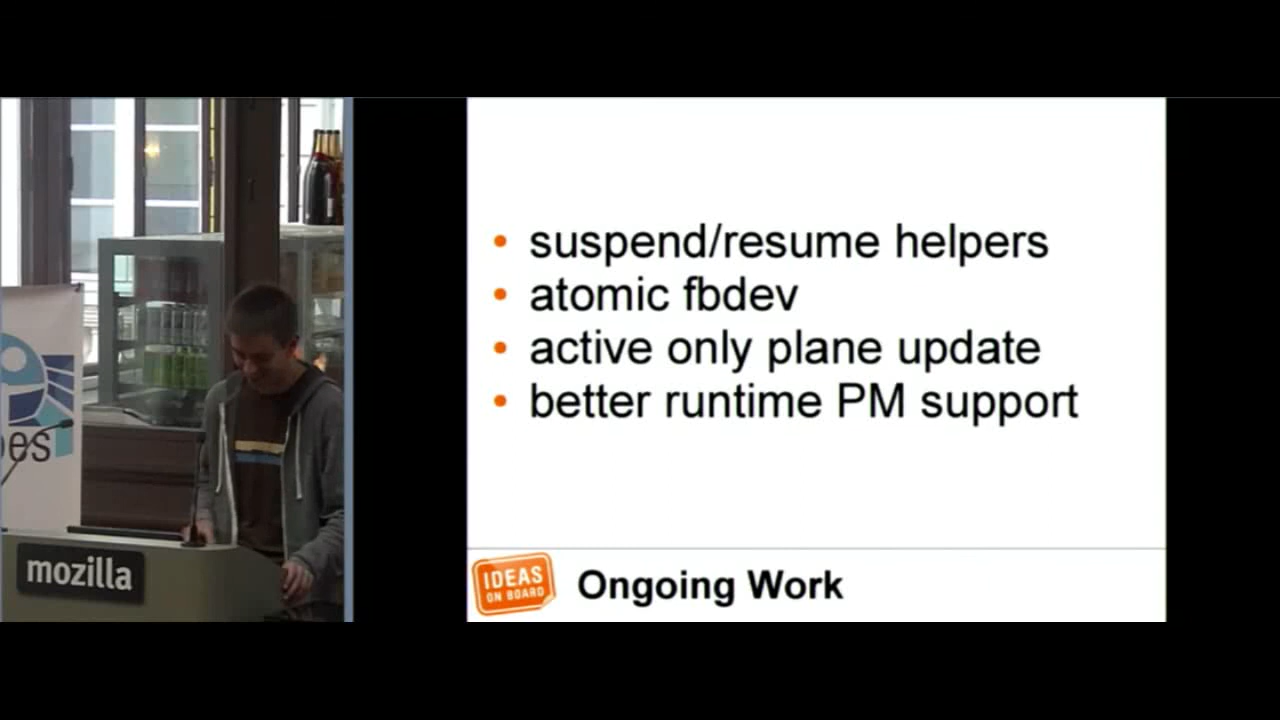 • suspend/resume helpers
• atomic fbdev
• active only plane update
• better runtime PM support
IDEAS
ON BOARD
Ongoing Work
mozilla